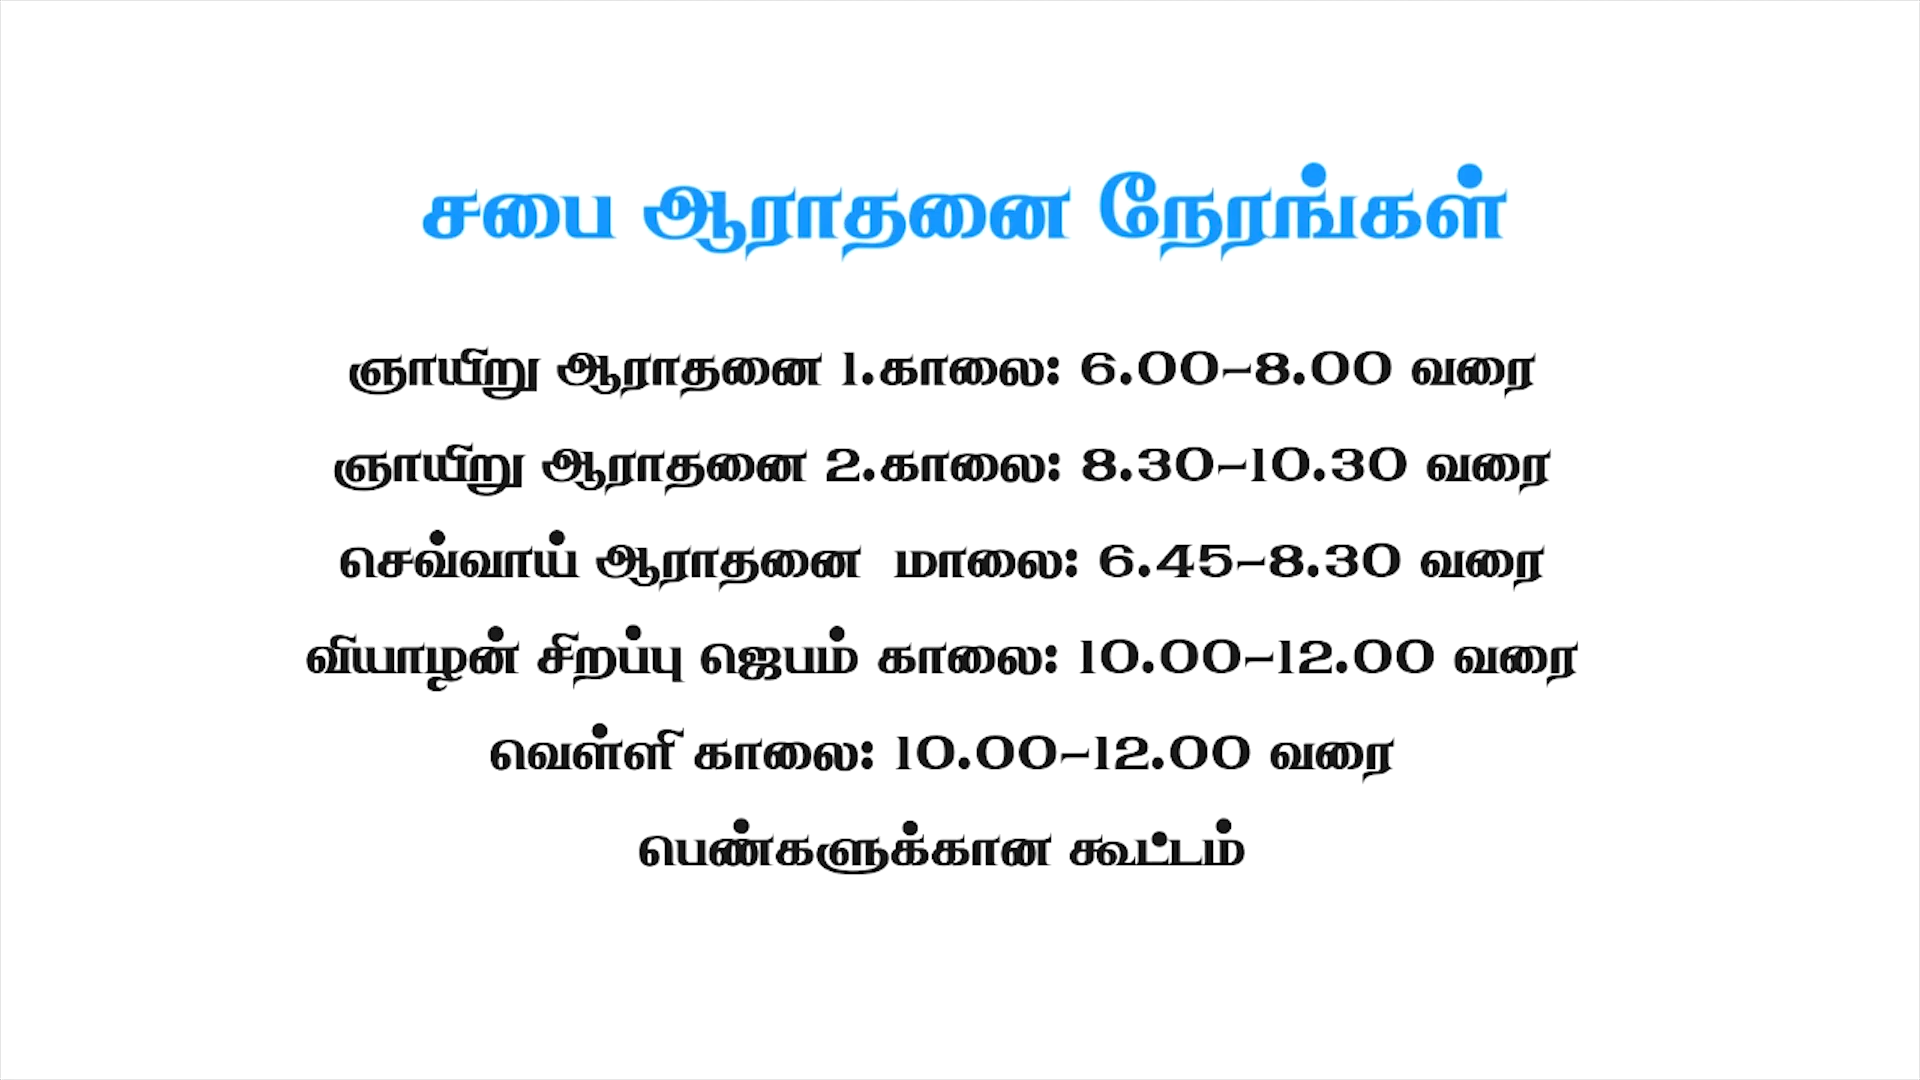 சபை ஆராதனை நேரங்கள்
ஞாயிறு ஆராதனை 1.காலை: 6.00-8.00 வரை
ஞாயிறு ஆராதனை 2.காலை: 8.30-10.30 வரை
செவ்வாய் ஆராதனை மாலை: 6.45-8.30 வரை
வியாழன் சிறப்பு ஜெபம் காலை: 10.00-12.00 வரை
வெள்ளி காலை: 10.00-12.00 வரை
பெண்களுக்கான கூட்டம்